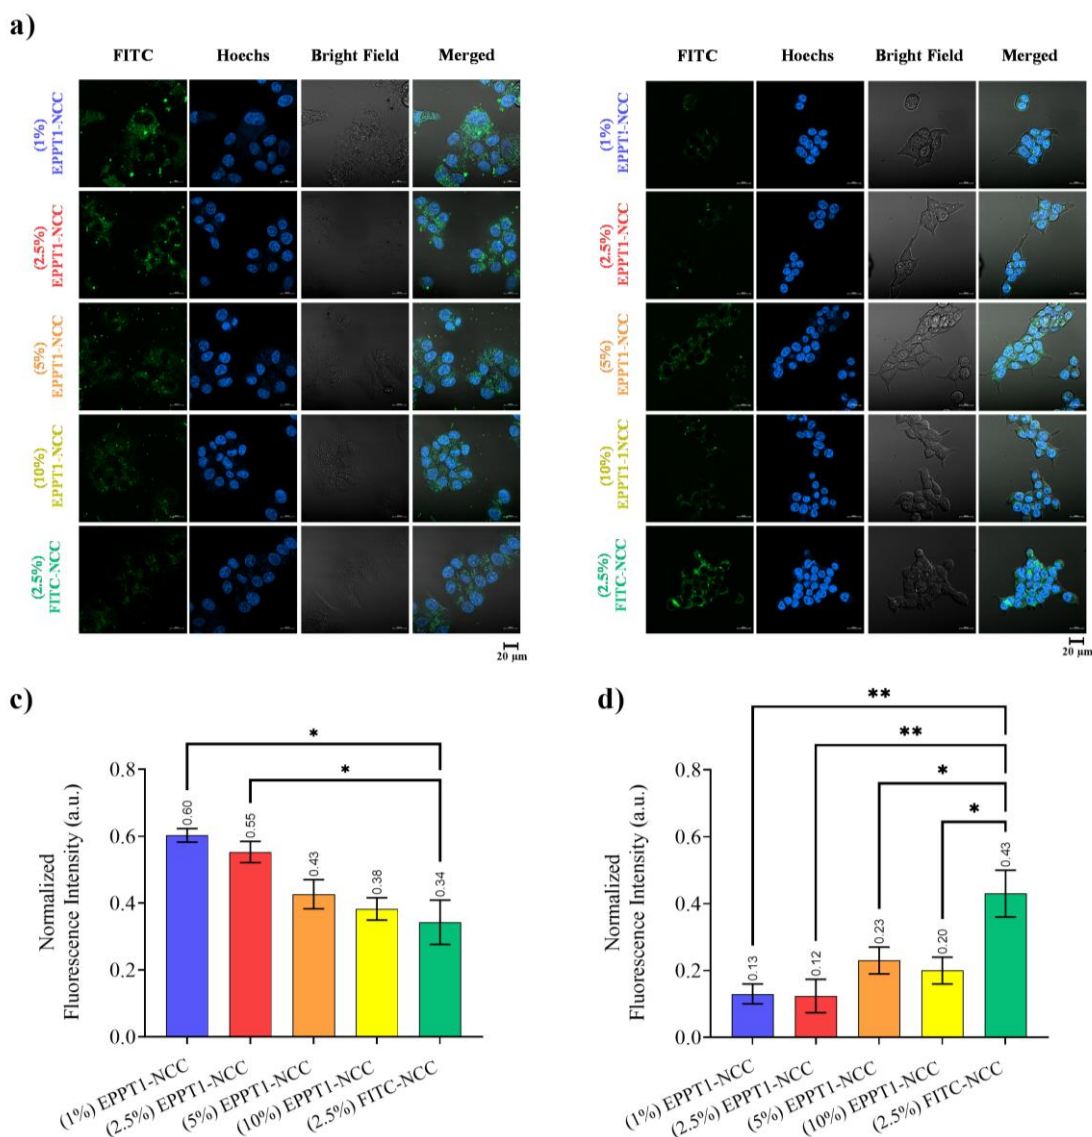 a)
FITC Hoechs Bright Field Merged
(1%)
EPPT1-NCC
(2.5%)
EPPT1-NCC
(5%)
EPPT1-NCC
(10%)
EPPT1-NCC
(2.5%)
FITC-NCC
20 µm
FITC Hoechs Bright Field Merged
(1%)
EPPT!-NCC
(2.5%)
EPPT1-NCC
(5%)
EPPT1-NCC
(10%)
EPPT1-1NCC
(2.5%)
FITC-NCC
20 µm
c)
Normalized
Fluorescence Intensity (a.u.)
0.8
0.6
0.4
0.2
0.0
*
*
0.60
0.55
0.43
0.38
0.34
(1%) EPPT1-NCC
(2.5%) EPPT1-NCC
(5%) EPPT1-NCC
(10%) EPPT1-NCC
(2.5%) FITC-NCC
d)
Normalized
Fluorescence Intensity (a.u.)
0.8
0.6
0.4
0.2
0.0
**
**
*
*
0.13
0.12
0.23
0.20
0.43
(1%) EPPT1-NCC
(2.5%) EPPT1-NCC
(5%) EPPT1-NCC
(10%) EPPT1-NCC
(2.5%) FITC-NCC